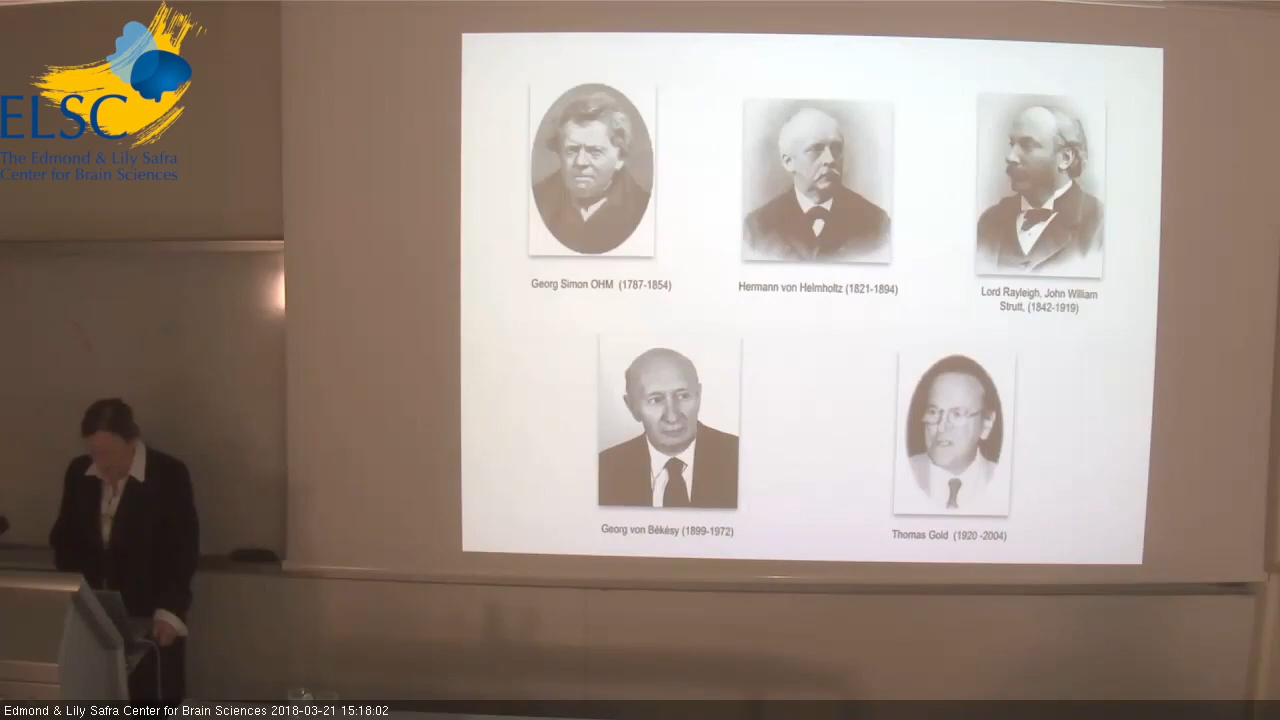 ELSC
The Edmond & Lily Safra
Center for Brain Sciences
Georg Simon OHM (1787-1854)
Hermann von Helmholtz (1821-1894)
Lord Rayleigh, John William
Strutt, (1842-1919)
Georg von Békésy (1899-1972)
Thomas Gold (1920 -2004)
Edmond & Lily Safra Center for Brain Sciences 2018-03-21 15:18:02